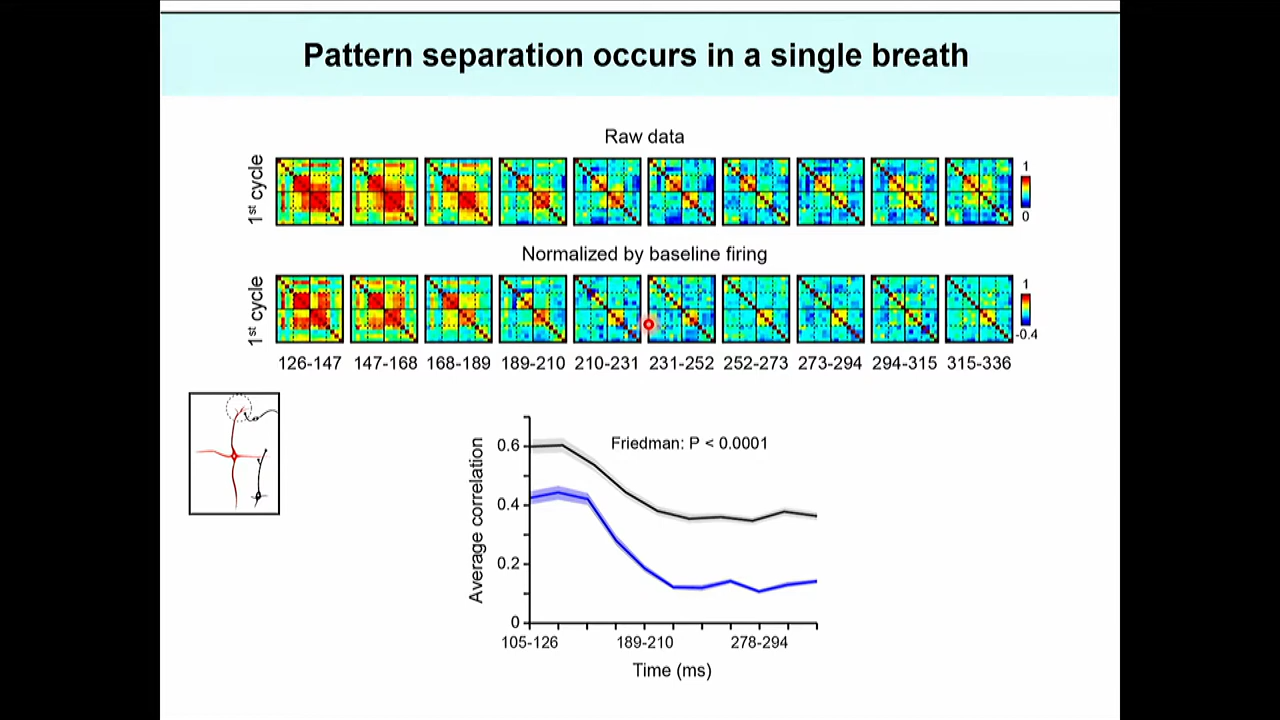 Pattern separation occurs in a single breath
Raw data
1st cycle
1
0
Normalized by baseline firing
1st cycle
1
-0.4
126-147 147-168 168-189 189-210 210-231 231-252 252-273 273-294 294-315 315-336
Friedman: P < 0.0001
Average correlation
0.6
0.4
0.2
0
105-126 189-210 278-294
Time (ms)